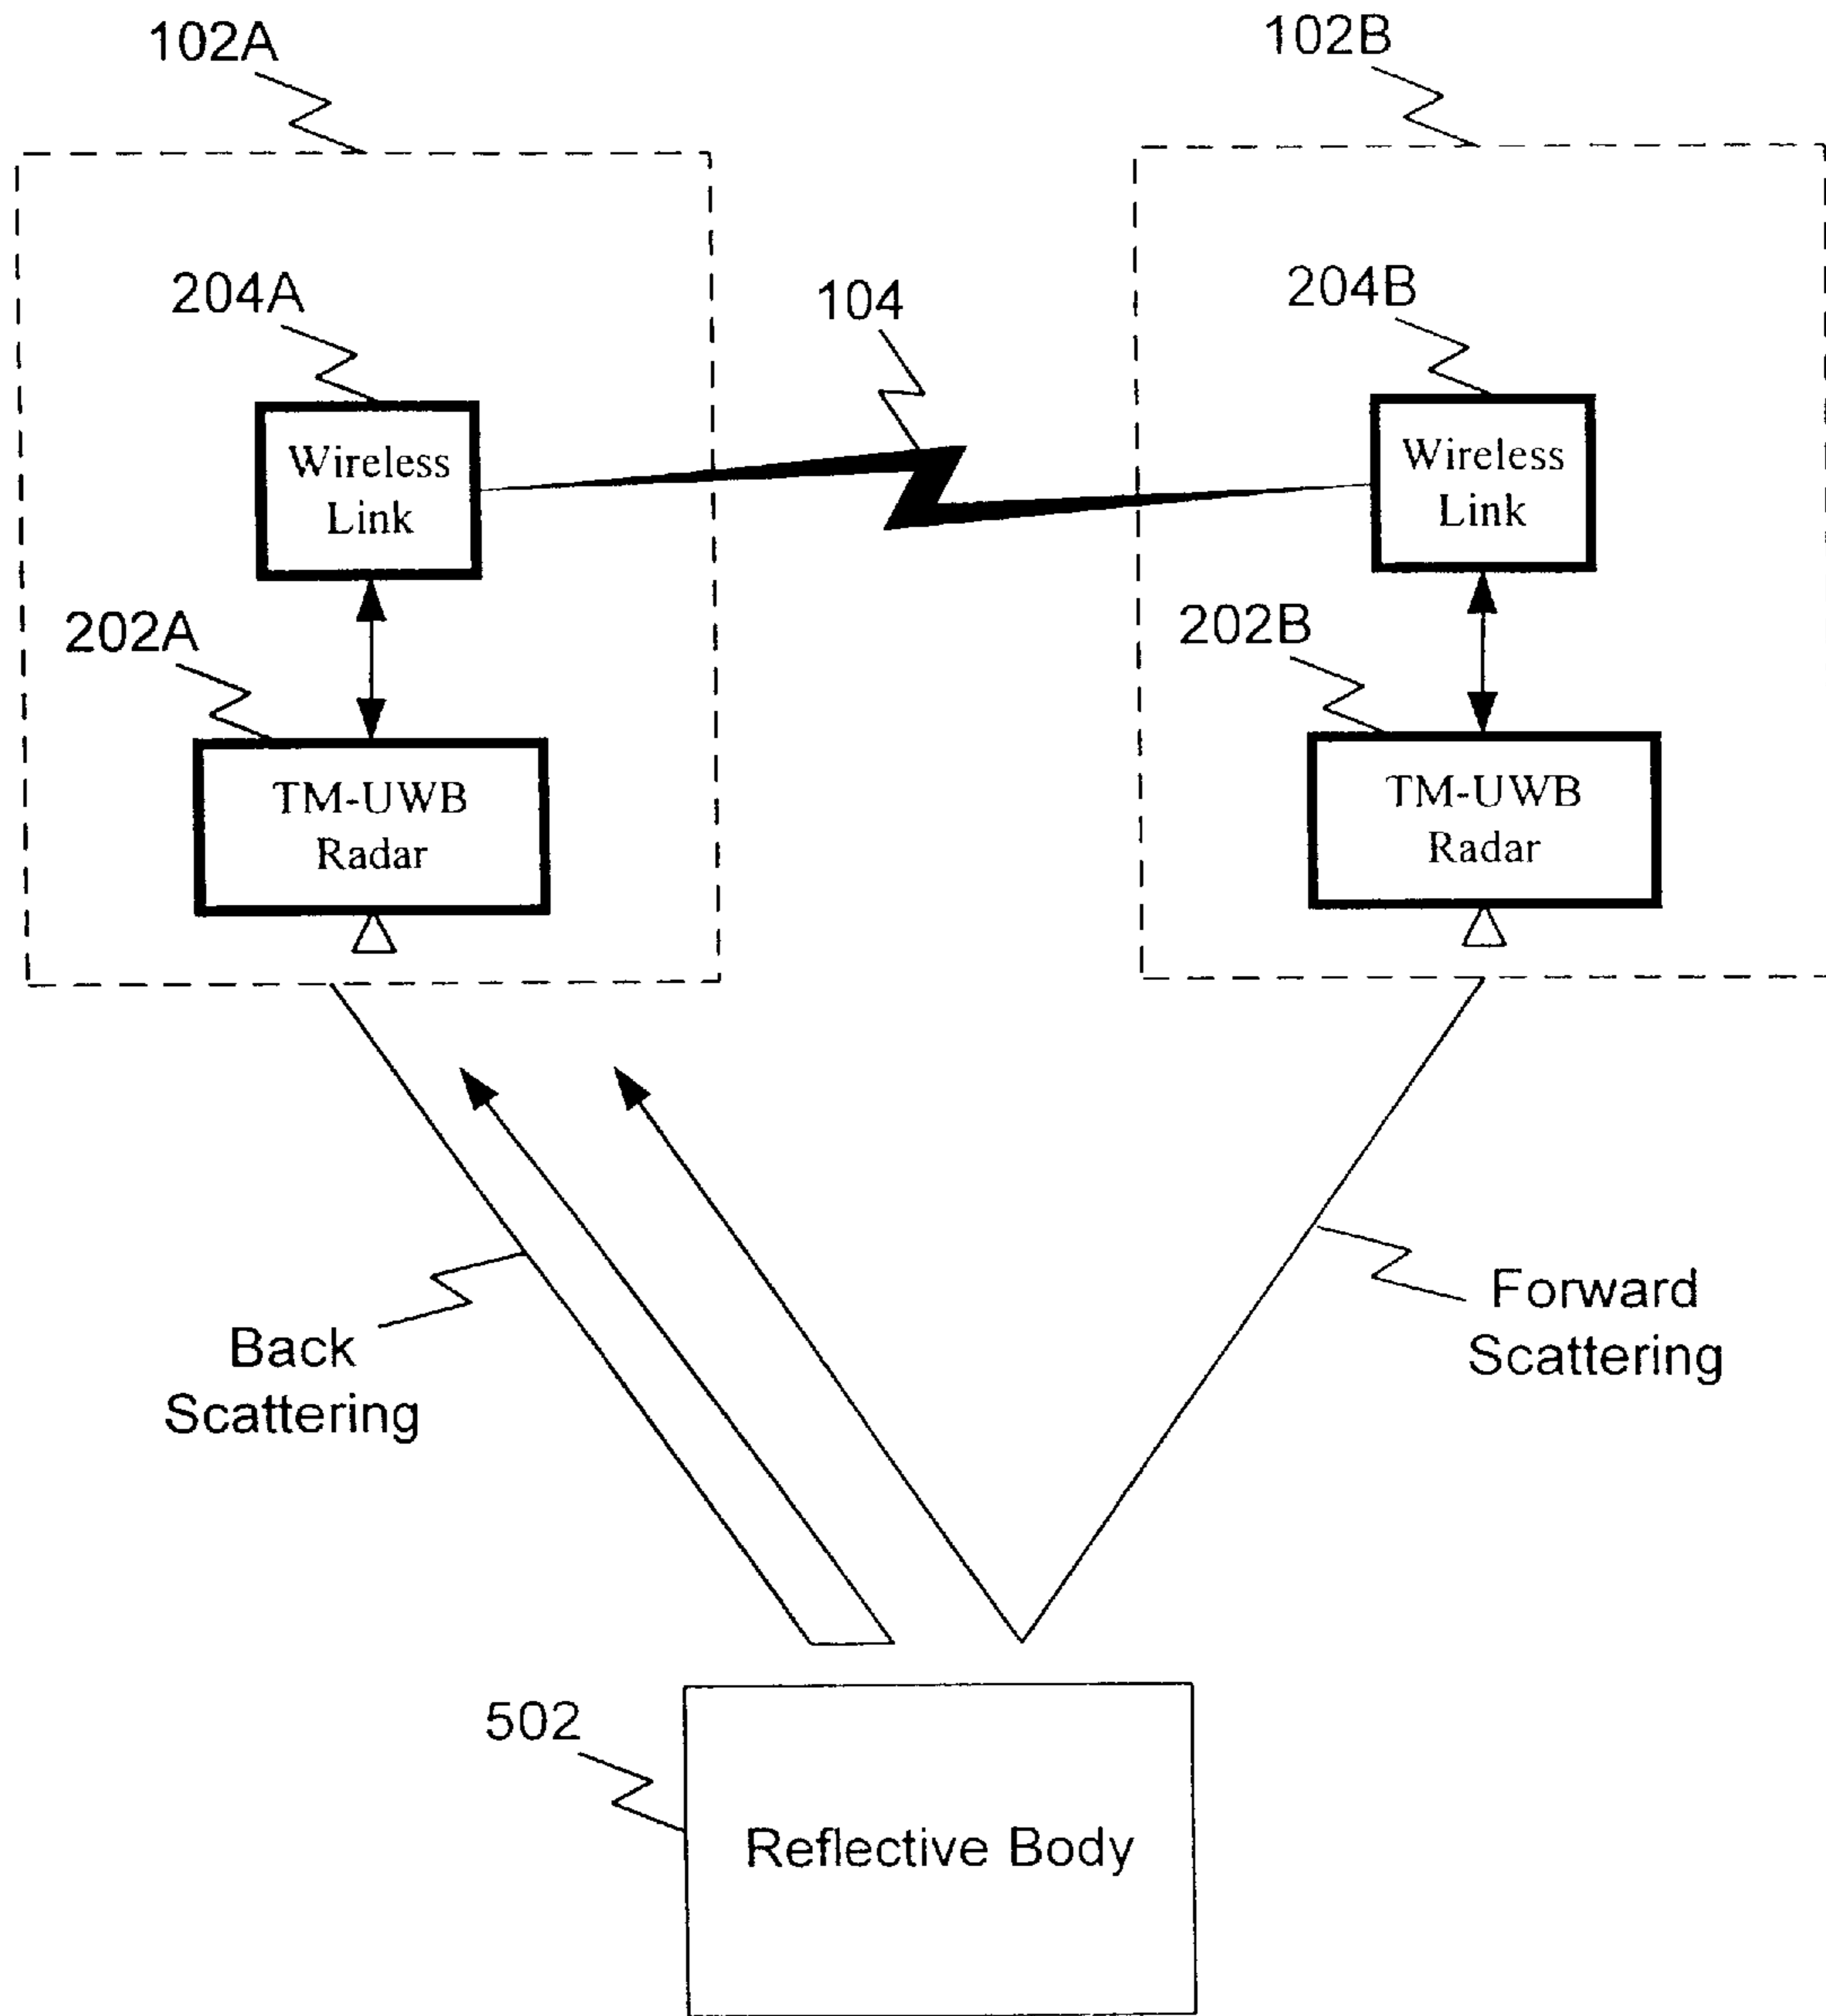 102A
102B
204A
104
204B
Wireless
Link
Wireless
Link
202A
202B
TM-UWB
Radar
TM-UWB
Radar
Back
Scattering
Forward
Scattering
502
Reflective Body